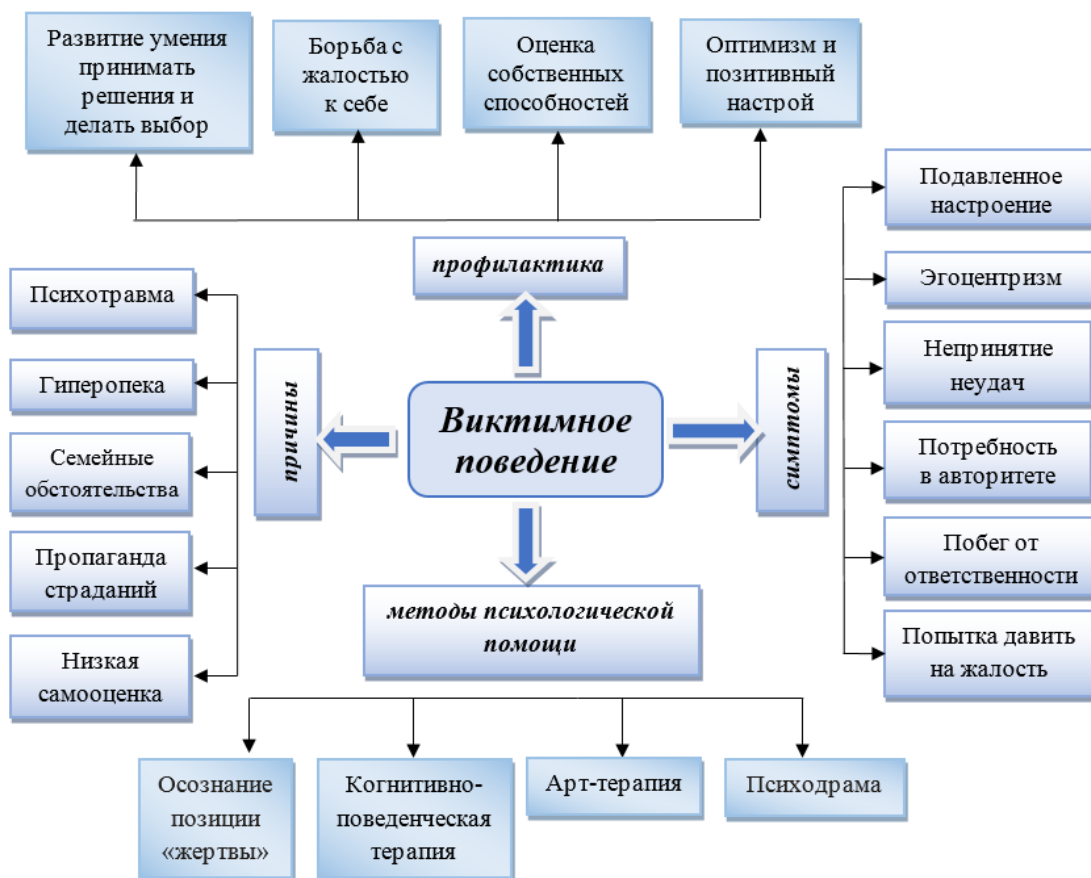 Развитие умения
принимать
решения и
делать выбор
Борьба с
жалостью
к себе
Оценка
собственных
способностей
Оптимизм и
позитивный
настрой
профилактика
Психотравма
Гиперопека
Семейные
обстоятельства
Пропаганда
страданий
Низкая
самооценка
причины
Виктимное
поведение
симптомы
Подавленное
настроение
Эгоцентризм
Непринятие
неудач
Потребность
в авторитете
Побег от
ответственности
Попытка давить
на жалость
методы психологической
помощи
Осознание
позиции
«жертвы»
Когнитивно-
поведенческая
терапия
Арт-терапия
Психодрама